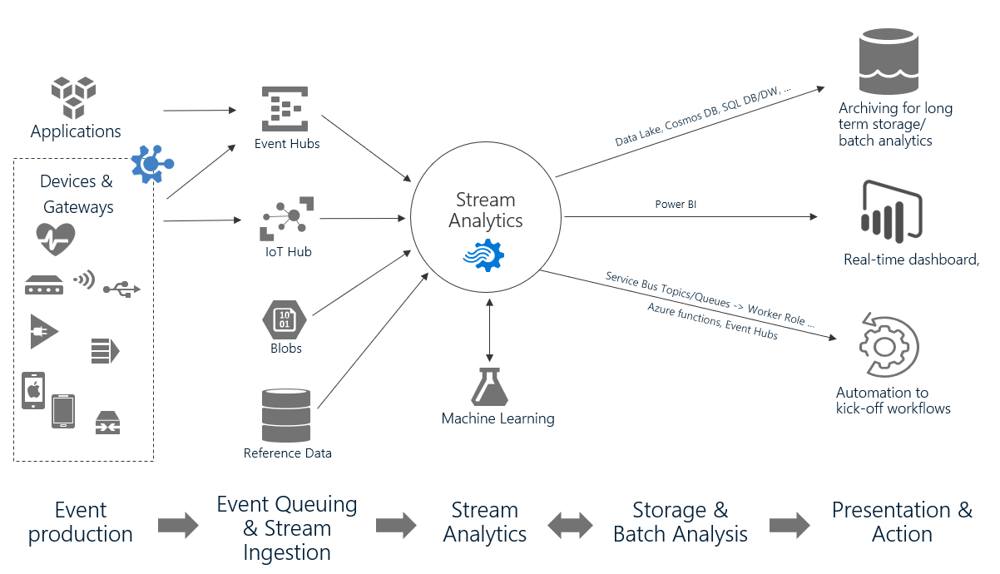 Applications
Devices &
Gateways
Event Hubs
IoT Hub
10
01
Blobs
Reference Data
Stream
Analytics
Machine Learning
Data Lake, Cosmos DB, SQL DB/DW, ...
Power BI
Service Bus Topics/Queues -> Worker Role ...
Azure functions, Event Hubs
Archiving for long
term storage/
batch analytics
Real-time dashboard,
Automation to
kick-off workflows
Event
production
Event Queuing
& Stream
Ingestion
Stream
Analytics
Storage &
Batch Analysis
Presentation &
Action